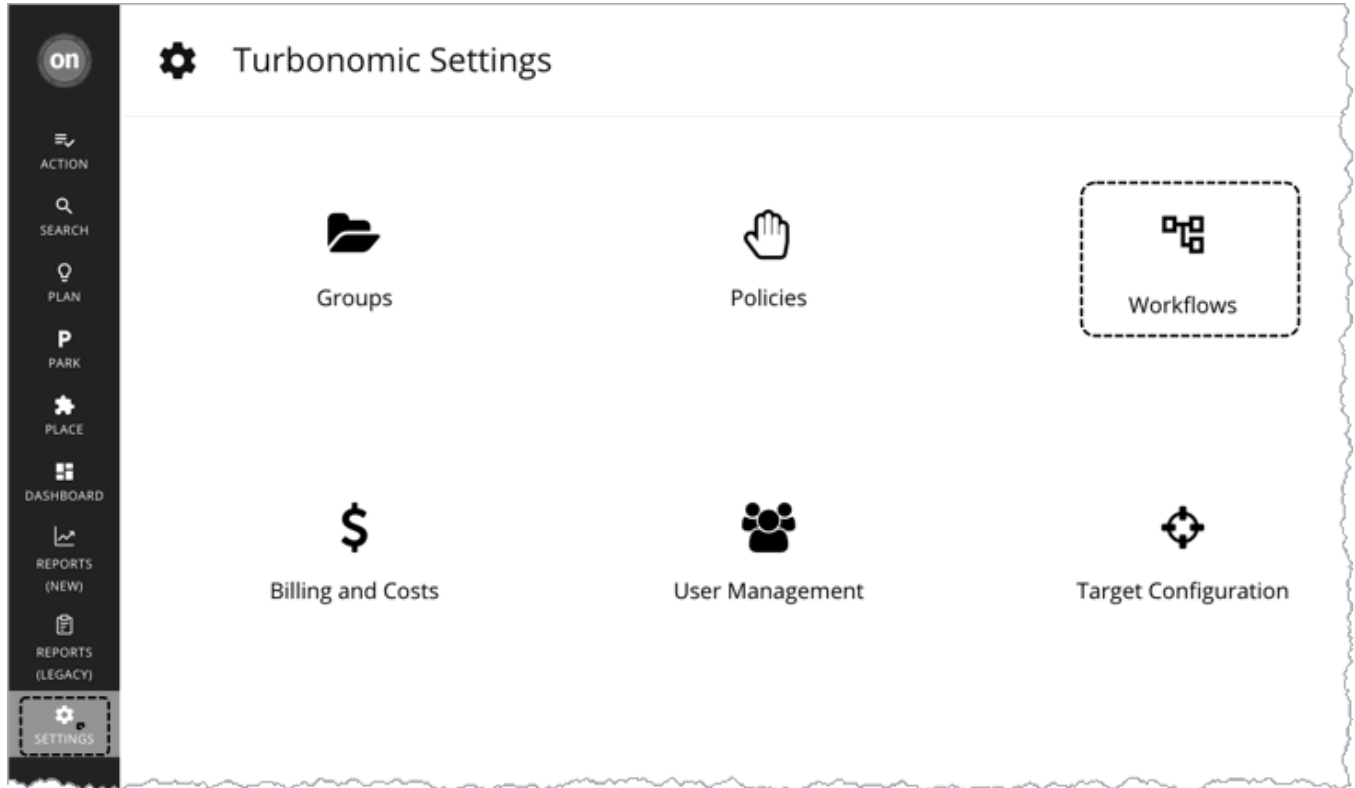 on
Turbonomic Settings
ACTION
SEARCH
PLAN
P
PARK
PLACE
DASHBOARD
REPORTS
(NEW)
REPORTS
(LEGACY)
SETTINGS
Groups
Policies
Workflows
$
Billing and Costs
User Management
Target Configuration